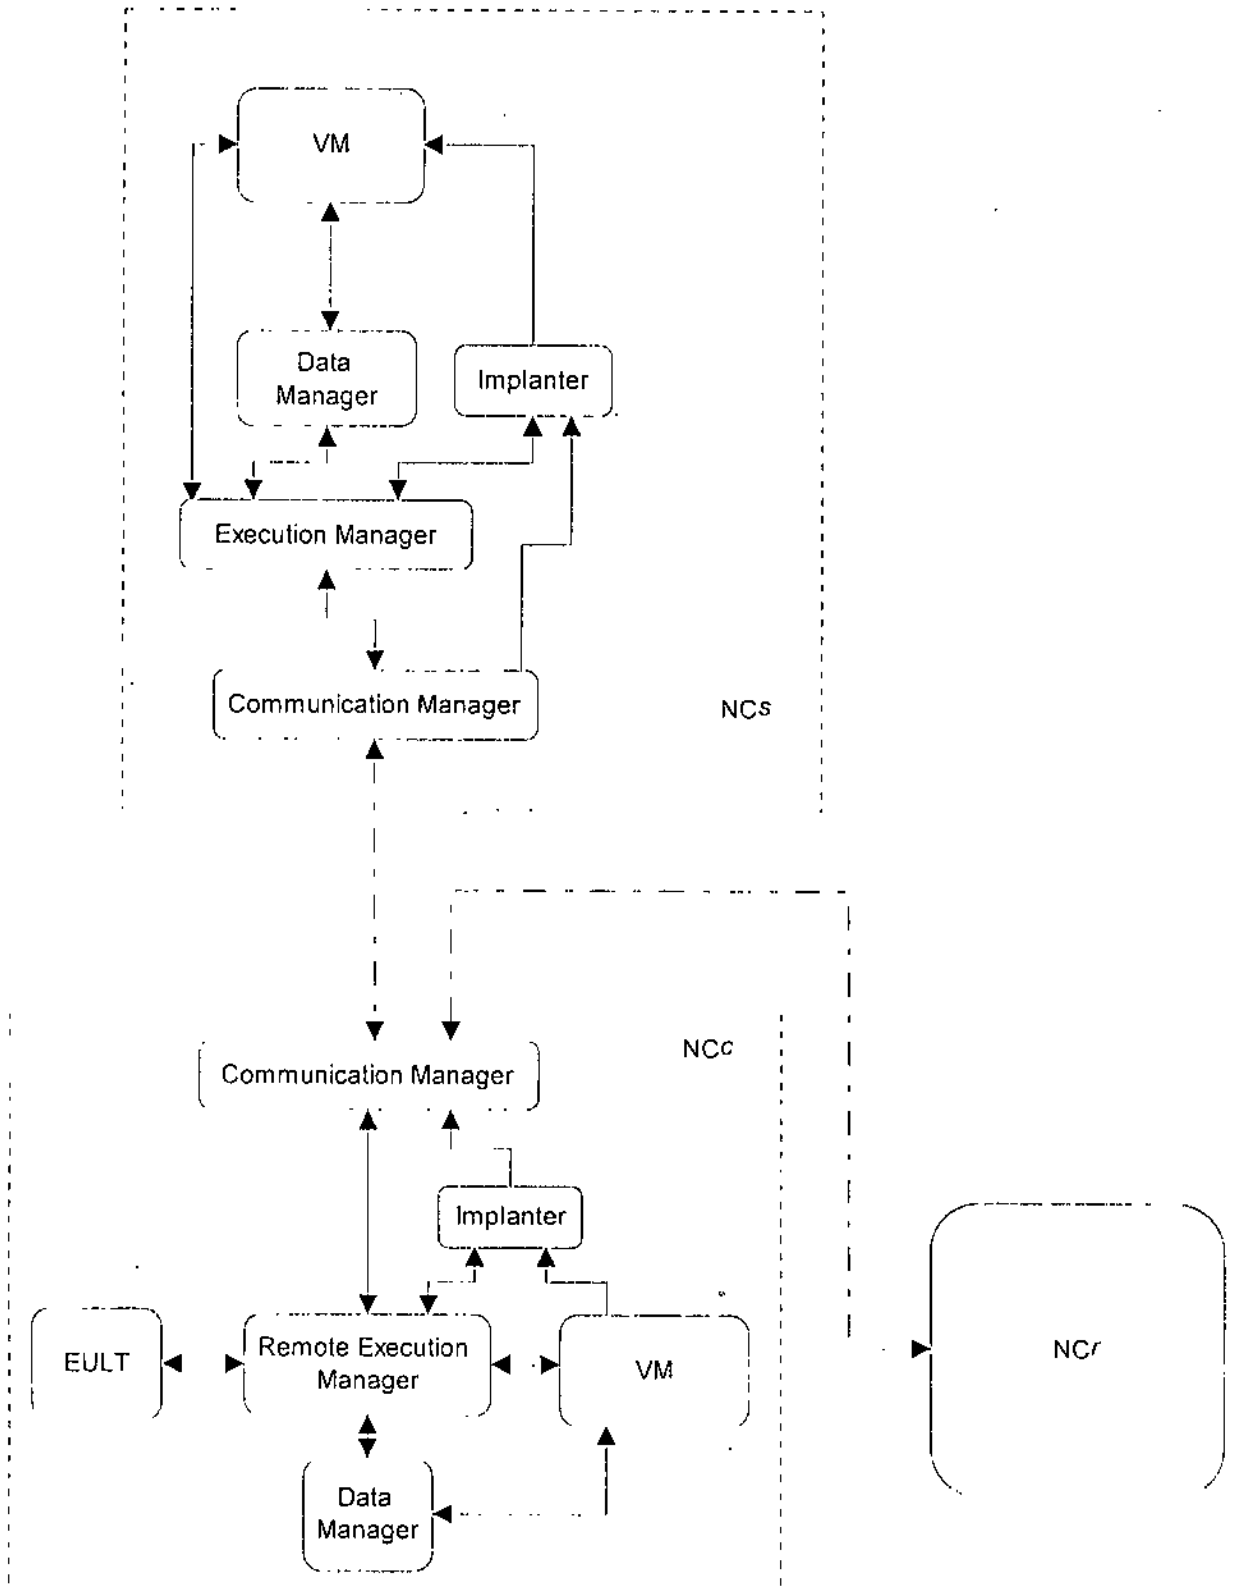 VM
Data
Manager
Implanter
Execution Manager
Communication Manager
NCs
NCc
Communication Manager
Implanter
EULT
Remote Execution
Manager
VM
NCr
Data
Manager